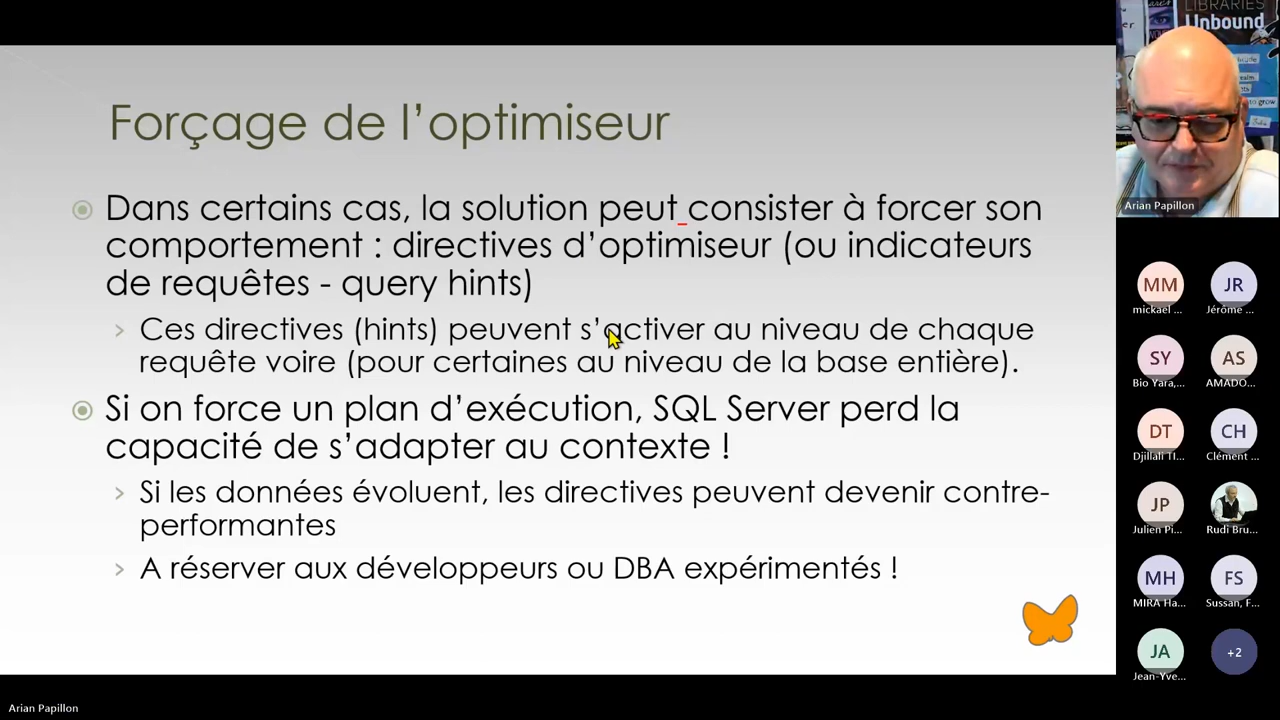 Forçage de l’optimiseur
Dans certains cas, la solution peut consister à forcer son
comportement : directives d’optimiseur (ou indicateurs
de requêtes - query hints)
Ces directives (hints) peuvent s’activer au niveau de chaque
requête voire (pour certaines au niveau de la base entière).
Si on force un plan d’exécution, SQL Server perd la
capacité de s’adapter au contexte !
Si les données évoluent, les directives peuvent devenir contre-
performantes
A réserver aux développeurs ou DBA expérimentés !
LIBRARIES
Unbound
to grow
Arian Papillon
MM
JR
mickael ...
Jérôme ...
SY
AS
Bio Yara,...
AMADO...
DT
CH
Djillali TI...
Clément ...
JP
Julien Pi...
Rudi Bru...
MH
FS
MIRA Ha...
Sussan, F...
JA
+2
Jean-Yve...
Arian Papillon